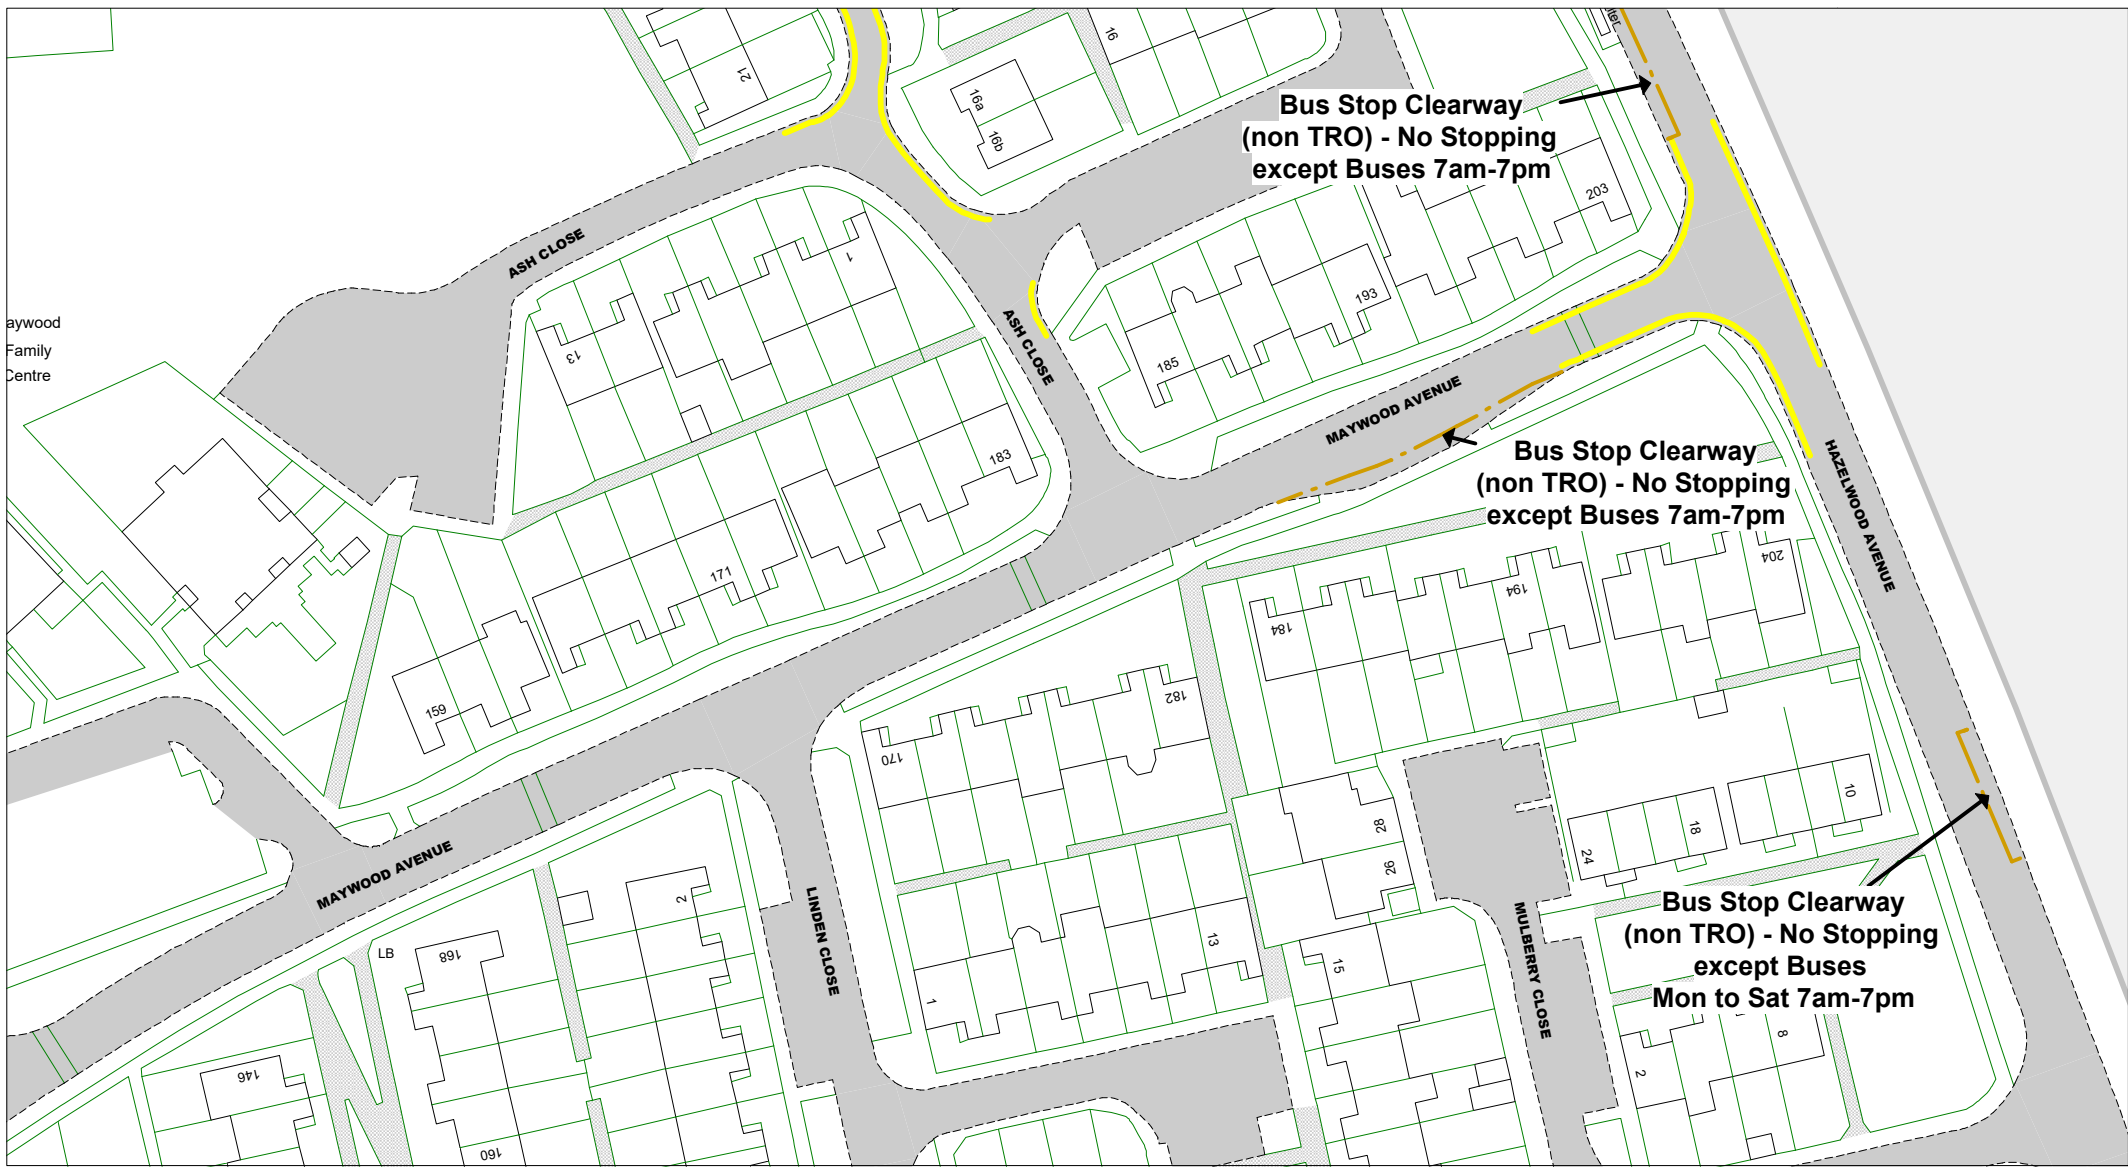 21
16
16a
16b
lter
Bus Stop Clearway
(non TRO) - No Stopping
except Buses 7am-7pm
203
ASH CLOSE
1
193
185
13
aywood
Family
Centre
ASH CLOSE
MAYWOOD AVENUE
183
Bus Stop Clearway
(non TRO) - No Stopping
except Buses 7am-7pm
HAZELWOOD AVENUE
171
204
194
184
159
182
170
28
26
24
18
10
MAYWOOD AVENUE
2
LINDEN CLOSE
168
LB
13
1
15
MULBERRY CLOSE
Bus Stop Clearway
(non TRO) - No Stopping
except Buses
Mon to Sat 7am-7pm
8
2
146
160